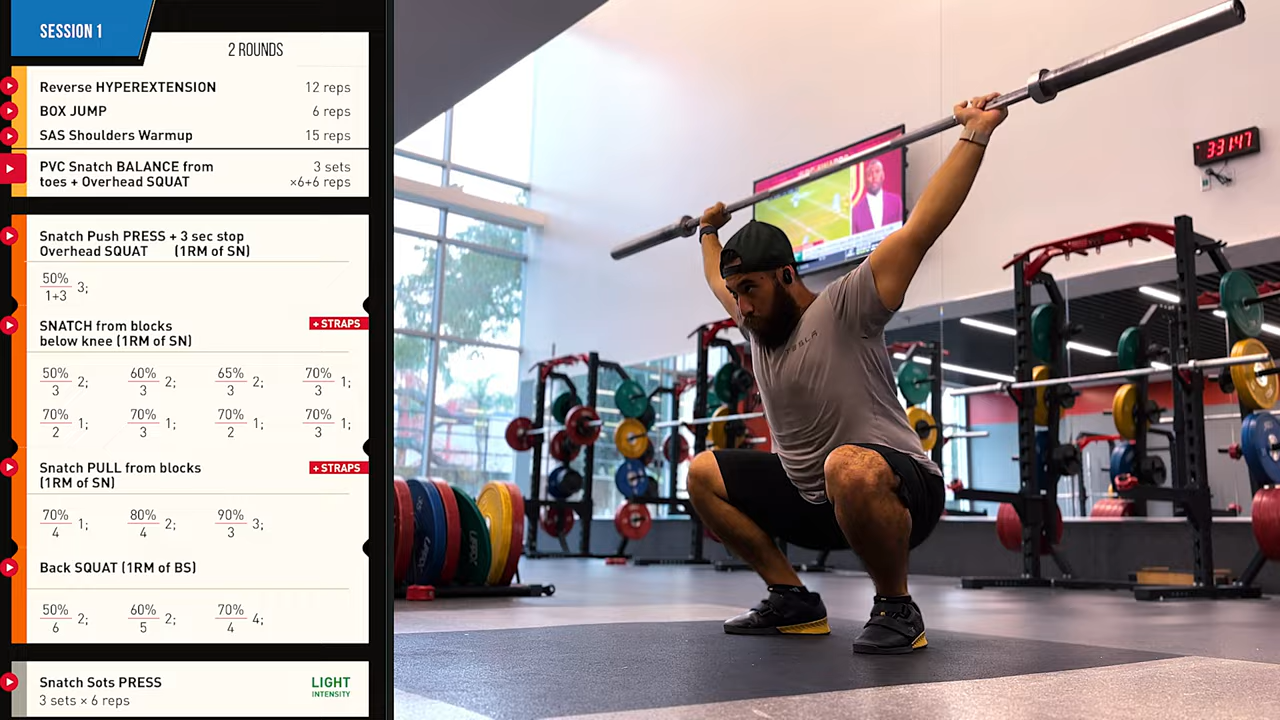 SESSION 1
2 ROUNDS
Reverse HYPEREXTENSION 12 reps
BOX JUMP 6 reps
SAS Shoulders Warmup 15 reps
PVC Snatch BALANCE from 3 sets
toes + Overhead SQUAT ×6+6 reps
Snatch Push PRESS + 3 sec stop
Overhead SQUAT (1RM of SN)
50%
1+3 3;
SNATCH from blocks + STRAPS
below knee (1RM of SN)
50% 60% 65% 70%
3 2; 3 2; 3 2; 3 1;
70% 70% 70% 70%
2 1; 3 1; 2 1; 3 1;
Snatch PULL from blocks + STRAPS
(1RM of SN)
70% 80% 90%
4 1; 4 2; 3 3;
Back SQUAT (1RM of BS)
50% 60% 70%
6 2; 5 2; 4 4;
Snatch Sots PRESS LIGHT
3 sets × 6 reps INTENSITY
33:47
TESLA